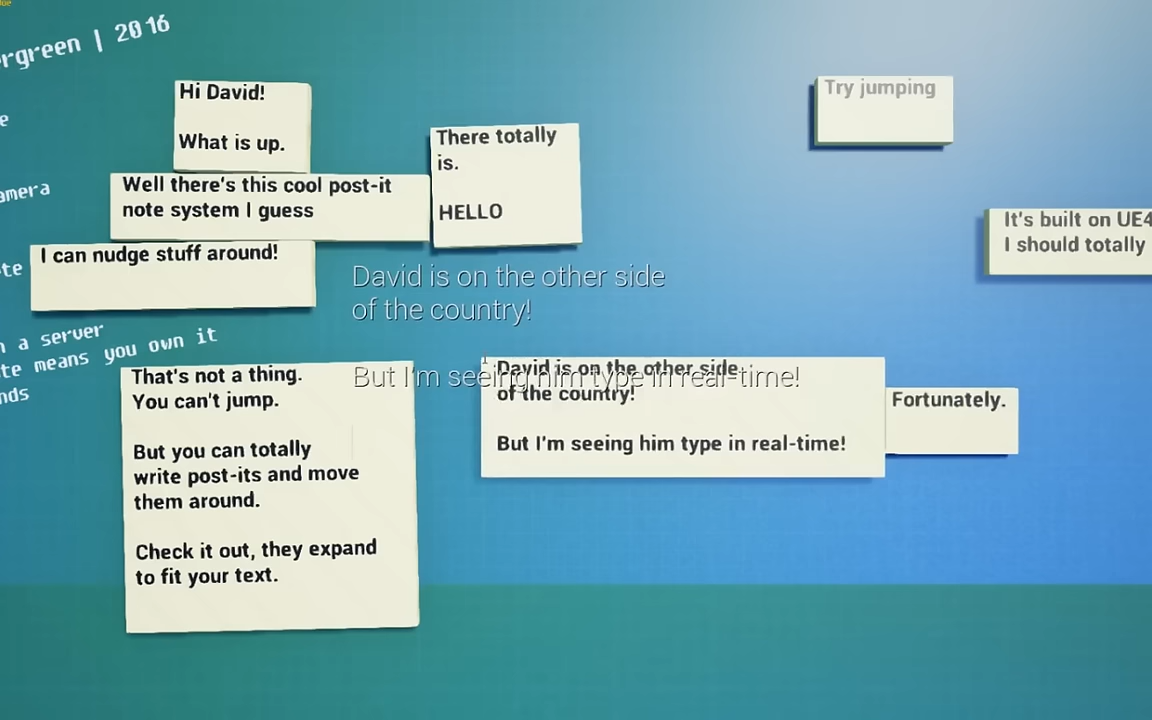 rgreen | 2016
Hi David!
What is up.
There totally
is.
HELLO
Try jumping
Well there's this cool post-it
note system I guess
It's built on UE4
I should totally
I can nudge stuff around!
David is on the other side
of the country!
But I'm seeing him type in real-time!
a server
means you own it
That's not a thing.
You can't jump.
But you can totally
write post-its and move
them around.
Check it out, they expand
to fit your text.
David is on the other side
of the country!
But I'm seeing him type in real-time!
Fortunately.